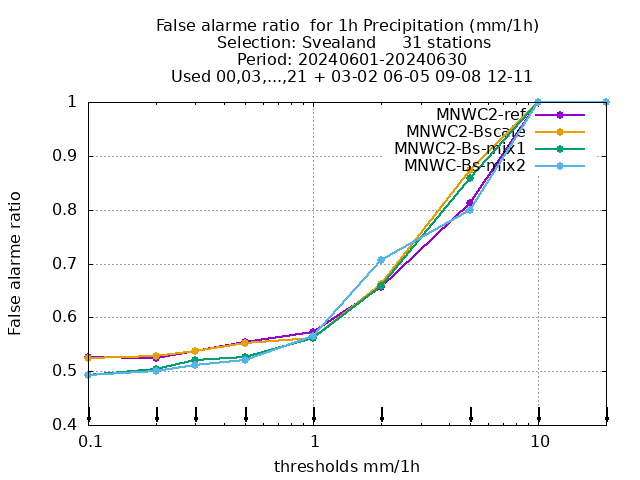 False alarme ratio  for 1h Precipitation (mm/1h)
Selection: Svealand     31 stations
Period: 20240601-20240630
Used 00,03,...,21 + 03-02 06-05 09-08 12-11
MNWC2-ref
MNWC2-Bscale
MNWC2-Bs-mix1
MNWC-Bs-mix2
False alarme ratio
1
0.9
0.8
0.7
0.6
0.5
0.4
0.1
1
10
thresholds mm/1h